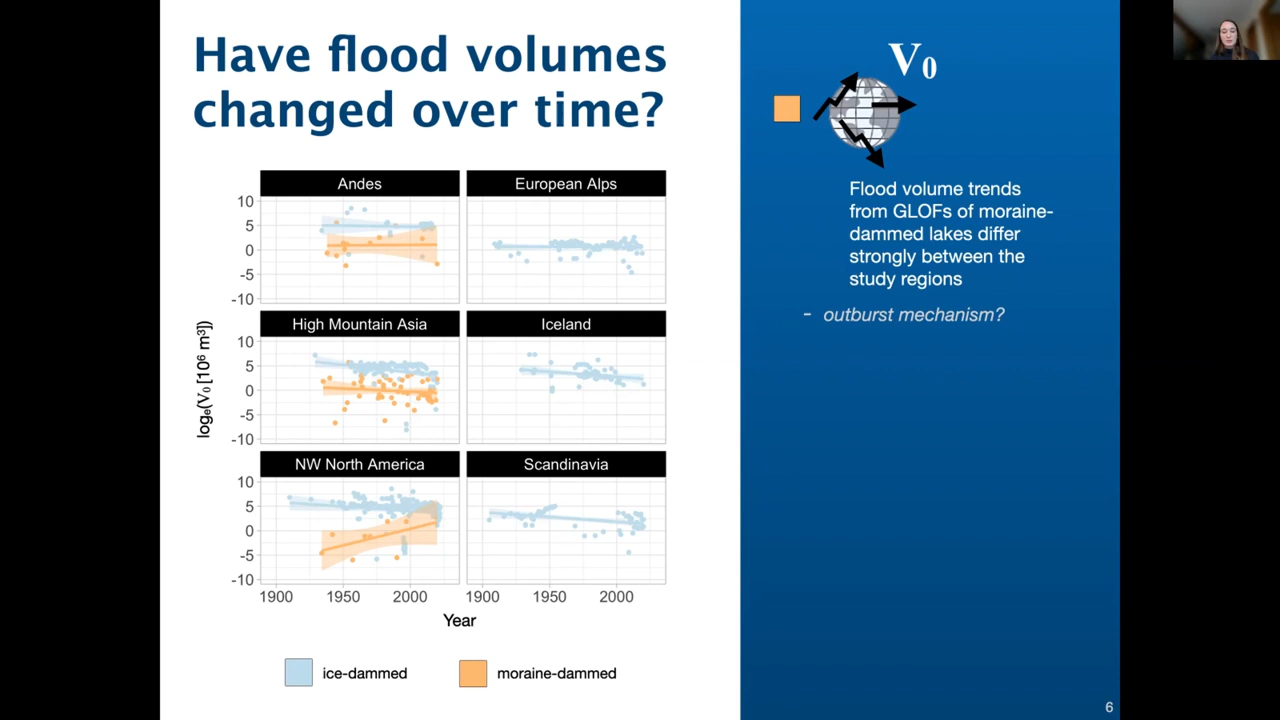 Have flood volumes
changed over time?
Andes
European Alps
10
5
0
-5
-10
High Mountain Asia
Iceland
10
5
0
-5
-10
NW North America
Scandinavia
10
5
0
-5
-10
logₑ(V₀ [10⁶ m³])
1900 1950 2000 1900 1950 2000
Year
ice-dammed
moraine-dammed
V₀
Flood volume trends
from GLOFs of moraine-
dammed lakes differ
strongly between the
study regions
- outburst mechanism?
6